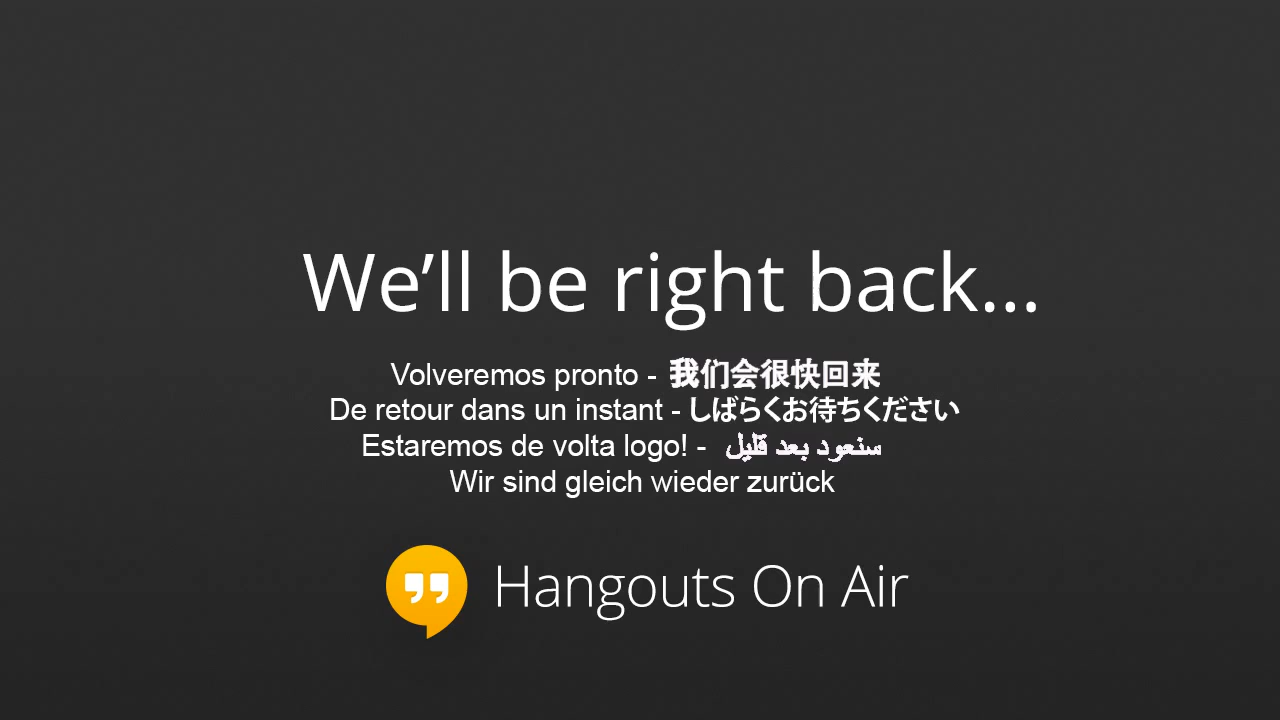 We’ll be right back...
Volveremos pronto - 我们会很快回来
De retour dans un instant - しばらくお待ちください
Estaremos de volta logo! - سنعود بعد قليل
Wir sind gleich wieder zurück
Hangouts On Air